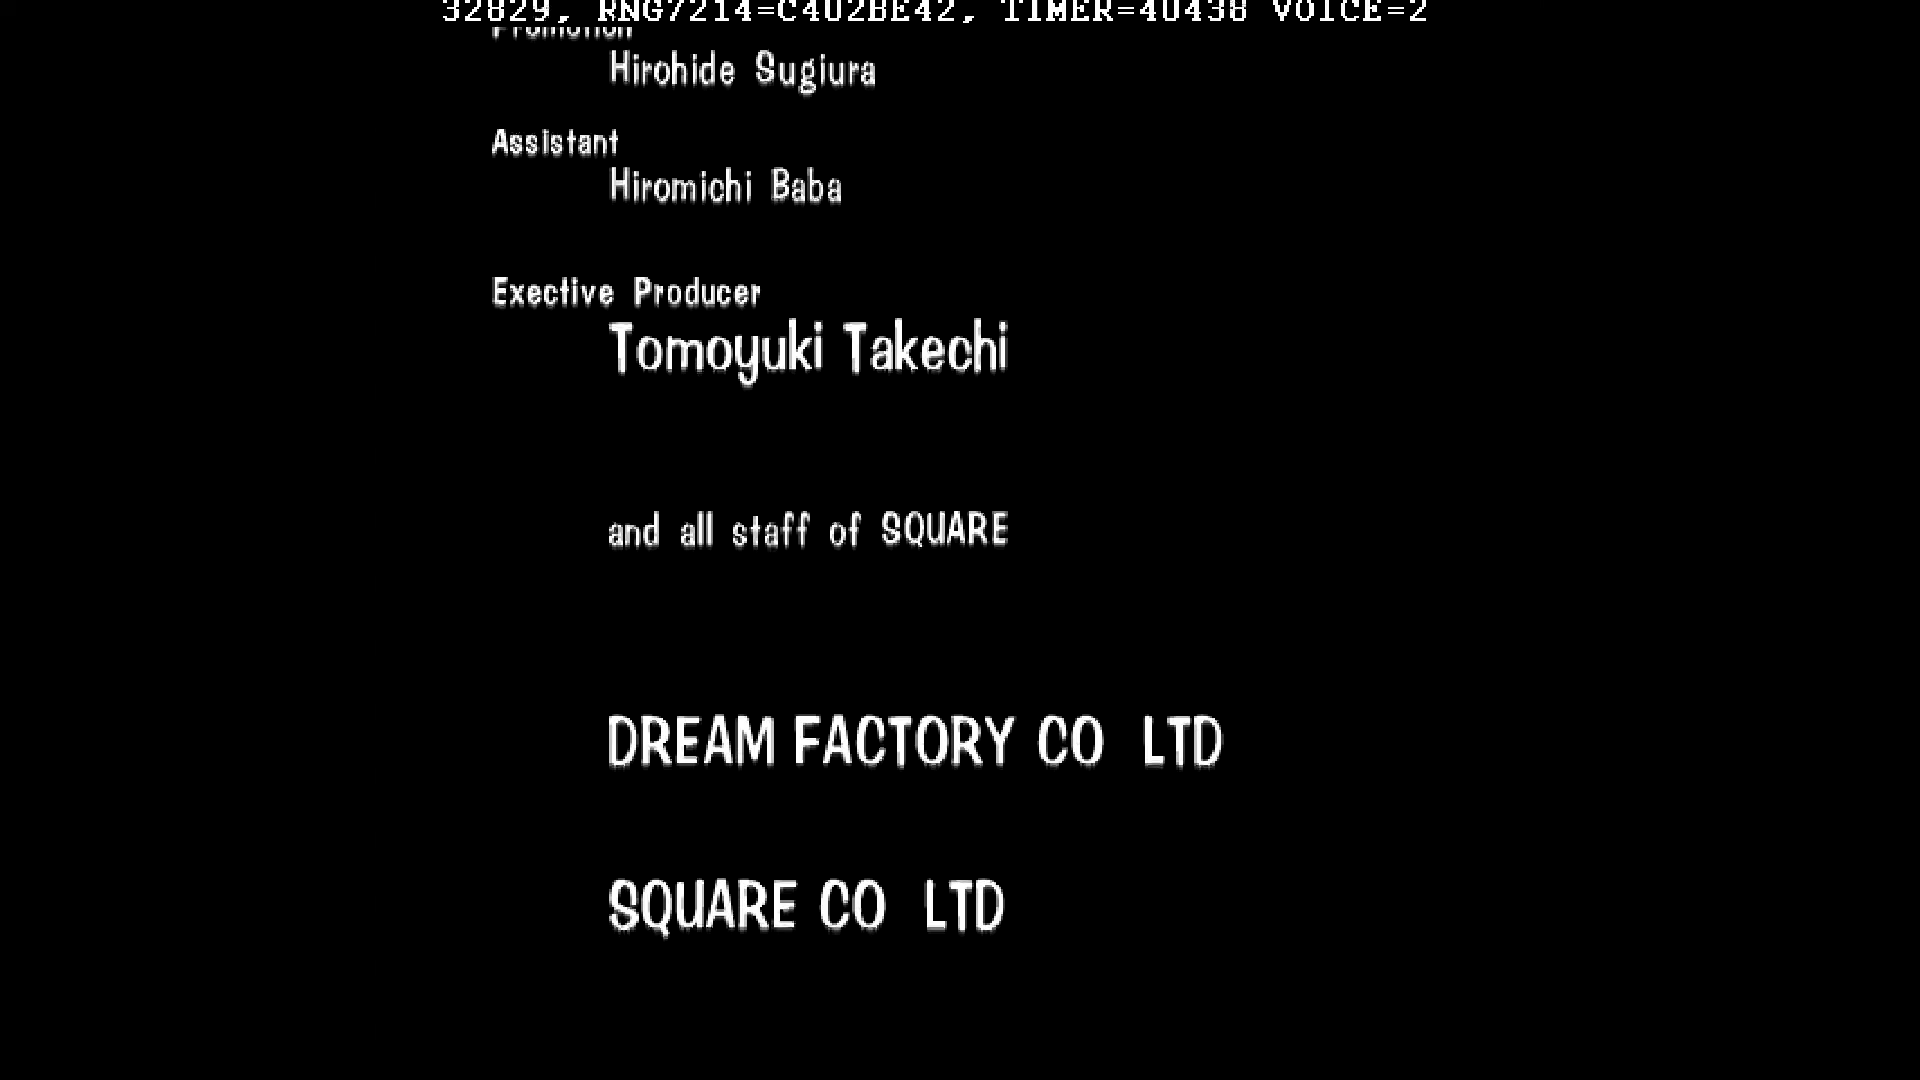 32829, RNG7214=C402BE42, TIMER=40438 VOICE=2
Promotion
Hirohide Sugiura
Assistant
Hiromichi Baba
Exective Producer
Tomoyuki Takechi
and all staff of SQUARE
DREAM FACTORY CO LTD
SQUARE CO LTD